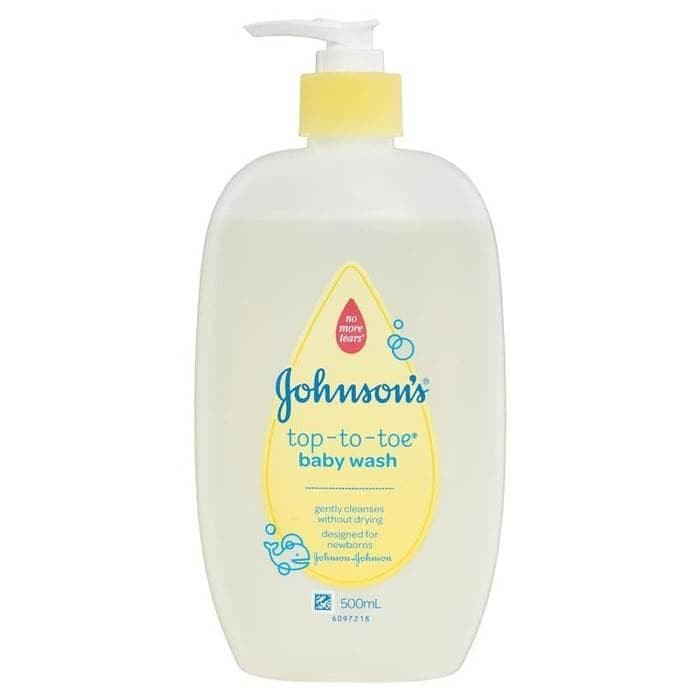 no
more
tears®
Johnson's®
top-to-toe®
baby wash
gently cleanses
without drying
designed for
newborns
Johnson & Johnson
500mL
6097218